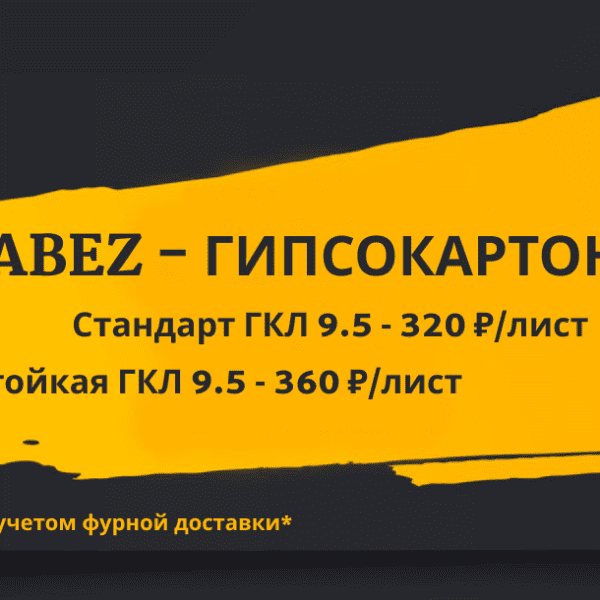 ABEZ – ГИПСОКАРТОН
Стандарт ГКЛ 9.5 - 320 ₽/лист
тойкая ГКЛ 9.5 - 360 ₽/лист
учетом фурной доставки*